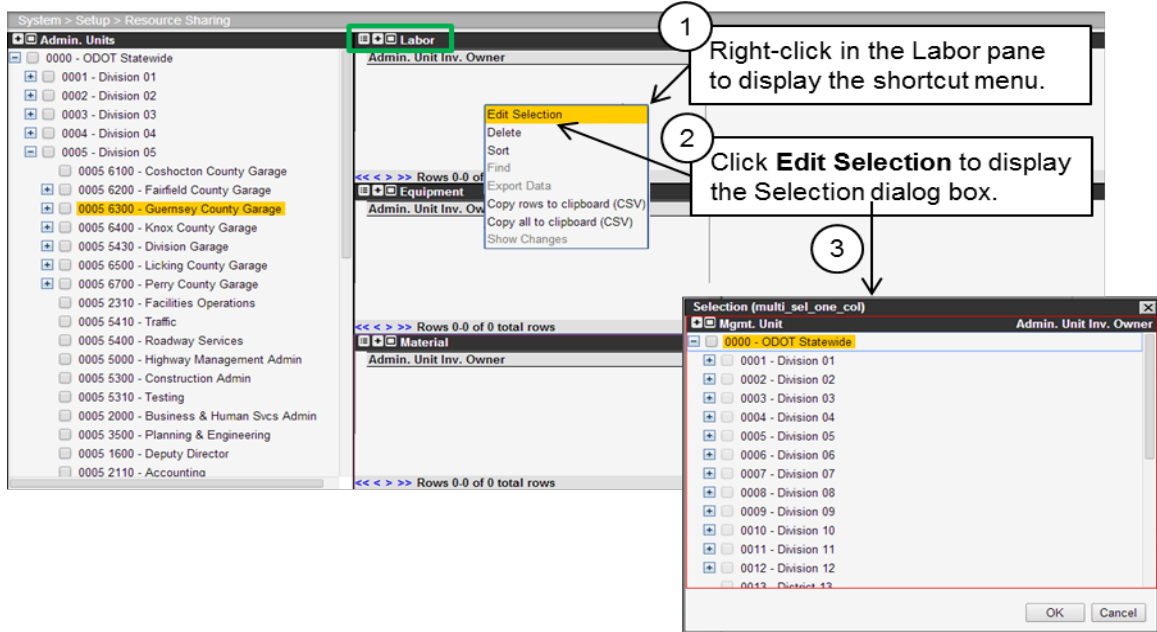 System > Setup > Resource Sharing
Admin. Units
0000 - ODOT Statewide
0001 - Division 01
0002 - Division 02
0003 - Division 03
0004 - Division 04
0005 - Division 05
0005 6100 - Coshocton County Garage
0005 6200 - Fairfield County Garage
0005 6300 - Guernsey County Garage
0005 6400 - Knox County Garage
0005 5430 - Division Garage
0005 6500 - Licking County Garage
0005 6700 - Perry County Garage
0005 2310 - Facilities Operations
0005 5410 - Traffic
0005 5400 - Roadway Services
0005 5000 - Highway Management Admin
0005 5300 - Construction Admin
0005 5310 - Testing
0005 2000 - Business & Human Svcs Admin
0005 3500 - Planning & Engineering
0005 1600 - Deputy Director
0005 2110 - Accounting
Labor
Admin. Unit Inv. Owner
<< < > >> Rows 0-0 of
Equipment
Admin. Unit Inv. Ow
<< < > >> Rows 0-0 of 0 total rows
Material
Admin. Unit Inv. Owner
<< < > >> Rows 0-0 of 0 total rows
Edit Selection
Delete
Sort
Find
Export Data
Copy rows to clipboard (CSV)
Copy all to clipboard (CSV)
Show Changes
1
Right-click in the Labor pane
to display the shortcut menu.
2
Click Edit Selection to display
the Selection dialog box.
3
Selection (multi_sel_one_col)
Mgmt. Unit Admin. Unit Inv. Owner
0000 - ODOT Statewide
0001 - Division 01
0002 - Division 02
0003 - Division 03
0004 - Division 04
0005 - Division 05
0006 - Division 06
0007 - Division 07
0008 - Division 08
0009 - Division 09
0010 - Division 10
0011 - Division 11
0012 - Division 12
0013 - District 13
OK Cancel